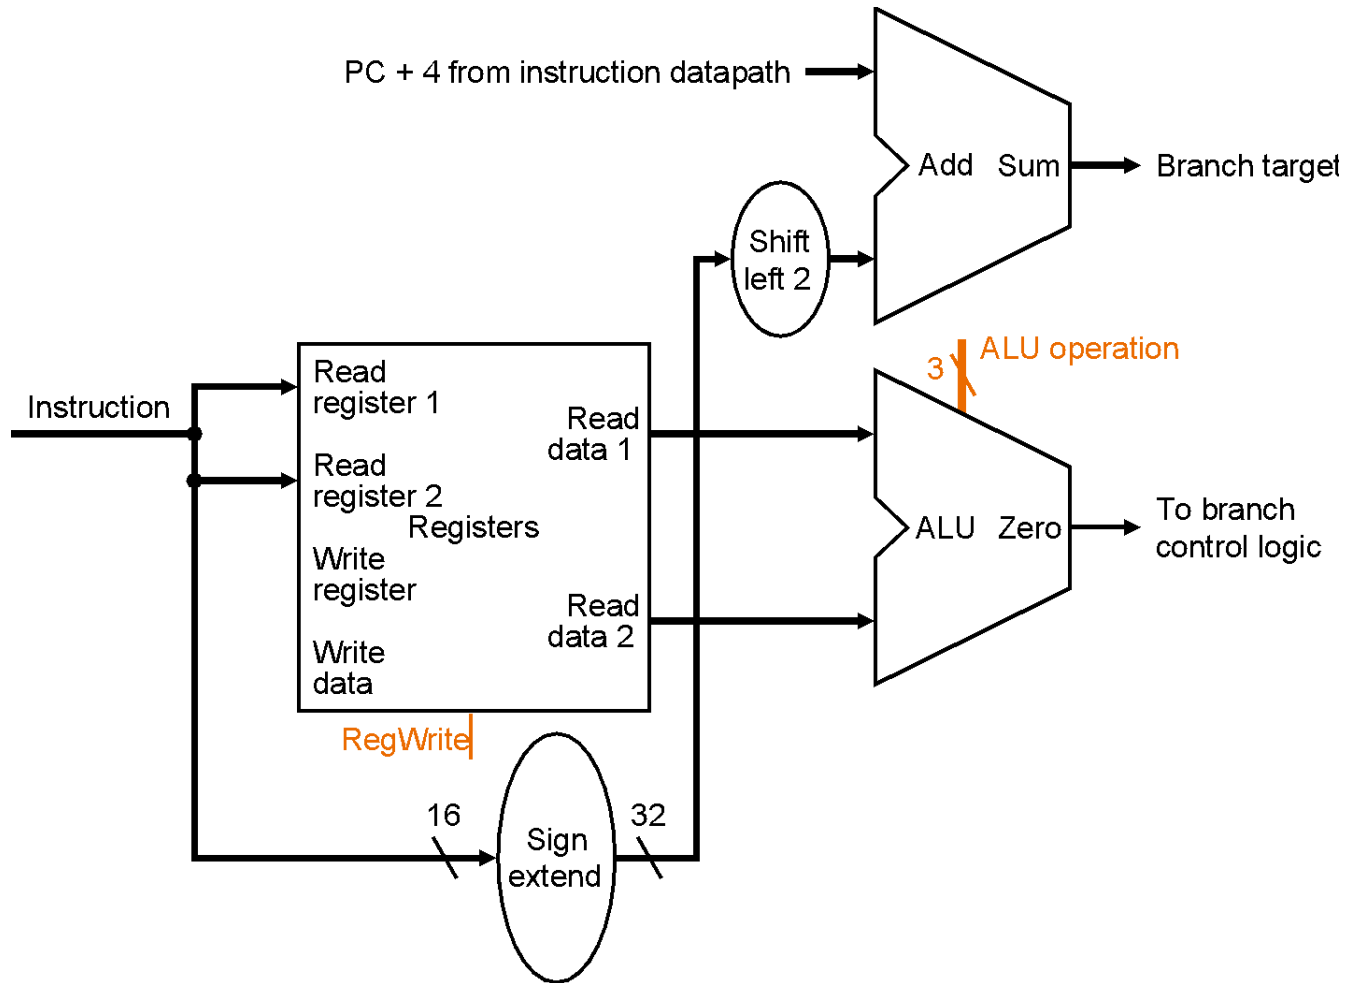 PC + 4 from instruction datapath
Add Sum
Branch target
Shift
left 2
ALU operation
3
Instruction
Read
register 1
Read
data 1
Read
register 2
Registers
Write
register
Read
data 2
Write
data
ALU Zero
To branch
control logic
RegWrite
16
32
Sign
extend